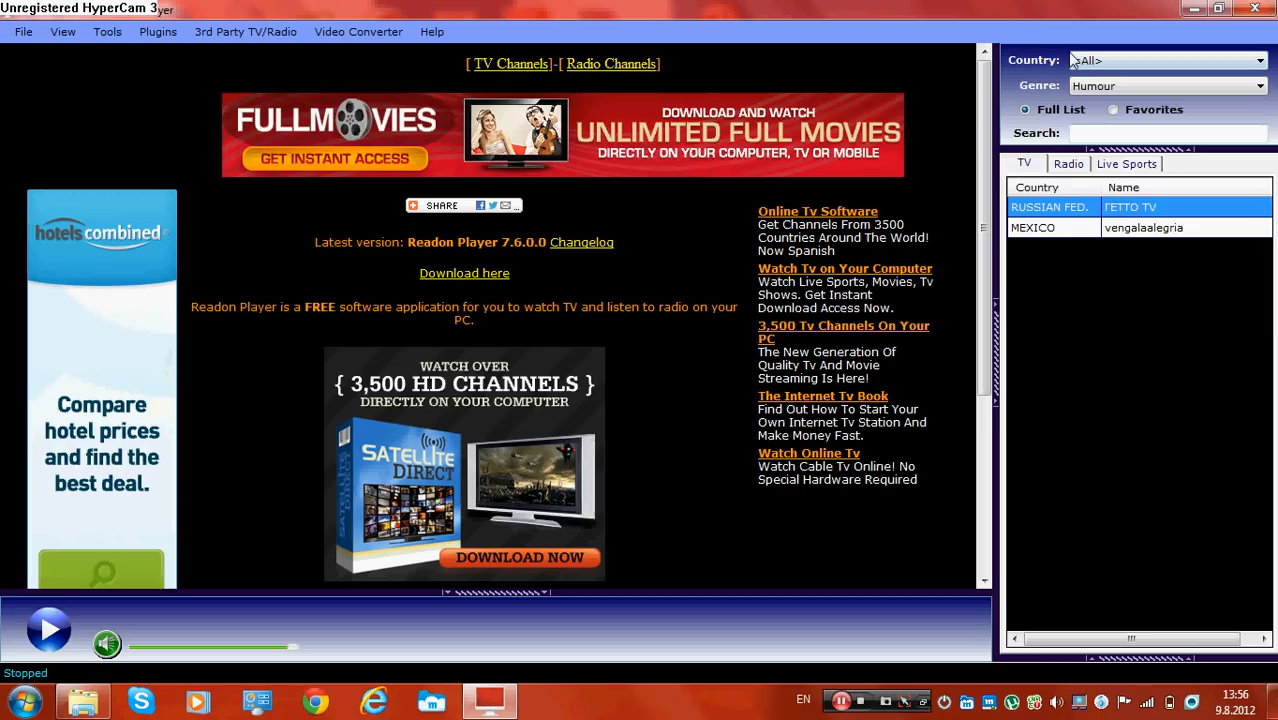 Unregistered HyperCam 3
yer
File View Tools Plugins 3rd Party TV/Radio Video Converter Help
[ TV Channels]-[ Radio Channels]
FULLMOVIES
GET INSTANT ACCESS
DOWNLOAD AND WATCH
UNLIMITED FULL MOVIES
DIRECTLY ON YOUR COMPUTER, TV OR MOBILE
SHARE ...
Latest version: Readon Player 7.6.0.0 Changelog
Download here
Readon Player is a FREE software application for you to watch TV and listen to radio on your
PC.
hotelscombined
Compare
hotel prices
and find the
best deal.
WATCH OVER
{ 3,500 HD CHANNELS }
DIRECTLY ON YOUR COMPUTER
SATELLITE
DIRECT
SATELLITE DIRECT
DOWNLOAD NOW
Online Tv Software
Get Channels From 3500
Countries Around The World!
Now Spanish
Watch Tv on Your Computer
Watch Live Sports, Movies, Tv
Shows. Get Instant
Download Access Now.
3,500 Tv Channels On Your
PC
The New Generation Of
Quality Tv And Movie
Streaming Is Here!
The Internet Tv Book
Find Out How To Start Your
Own Internet Tv Station And
Make Money Fast.
Watch Online Tv
Watch Cable Tv Online! No
Special Hardware Required
Country: <All>
Genre: Humour
Full List Favorites
Search:
TV Radio Live Sports
Country Name
RUSSIAN FED. ГЕТТО TV
MEXICO vengalaalegria
Stopped
EN
13:56
9.8.2012